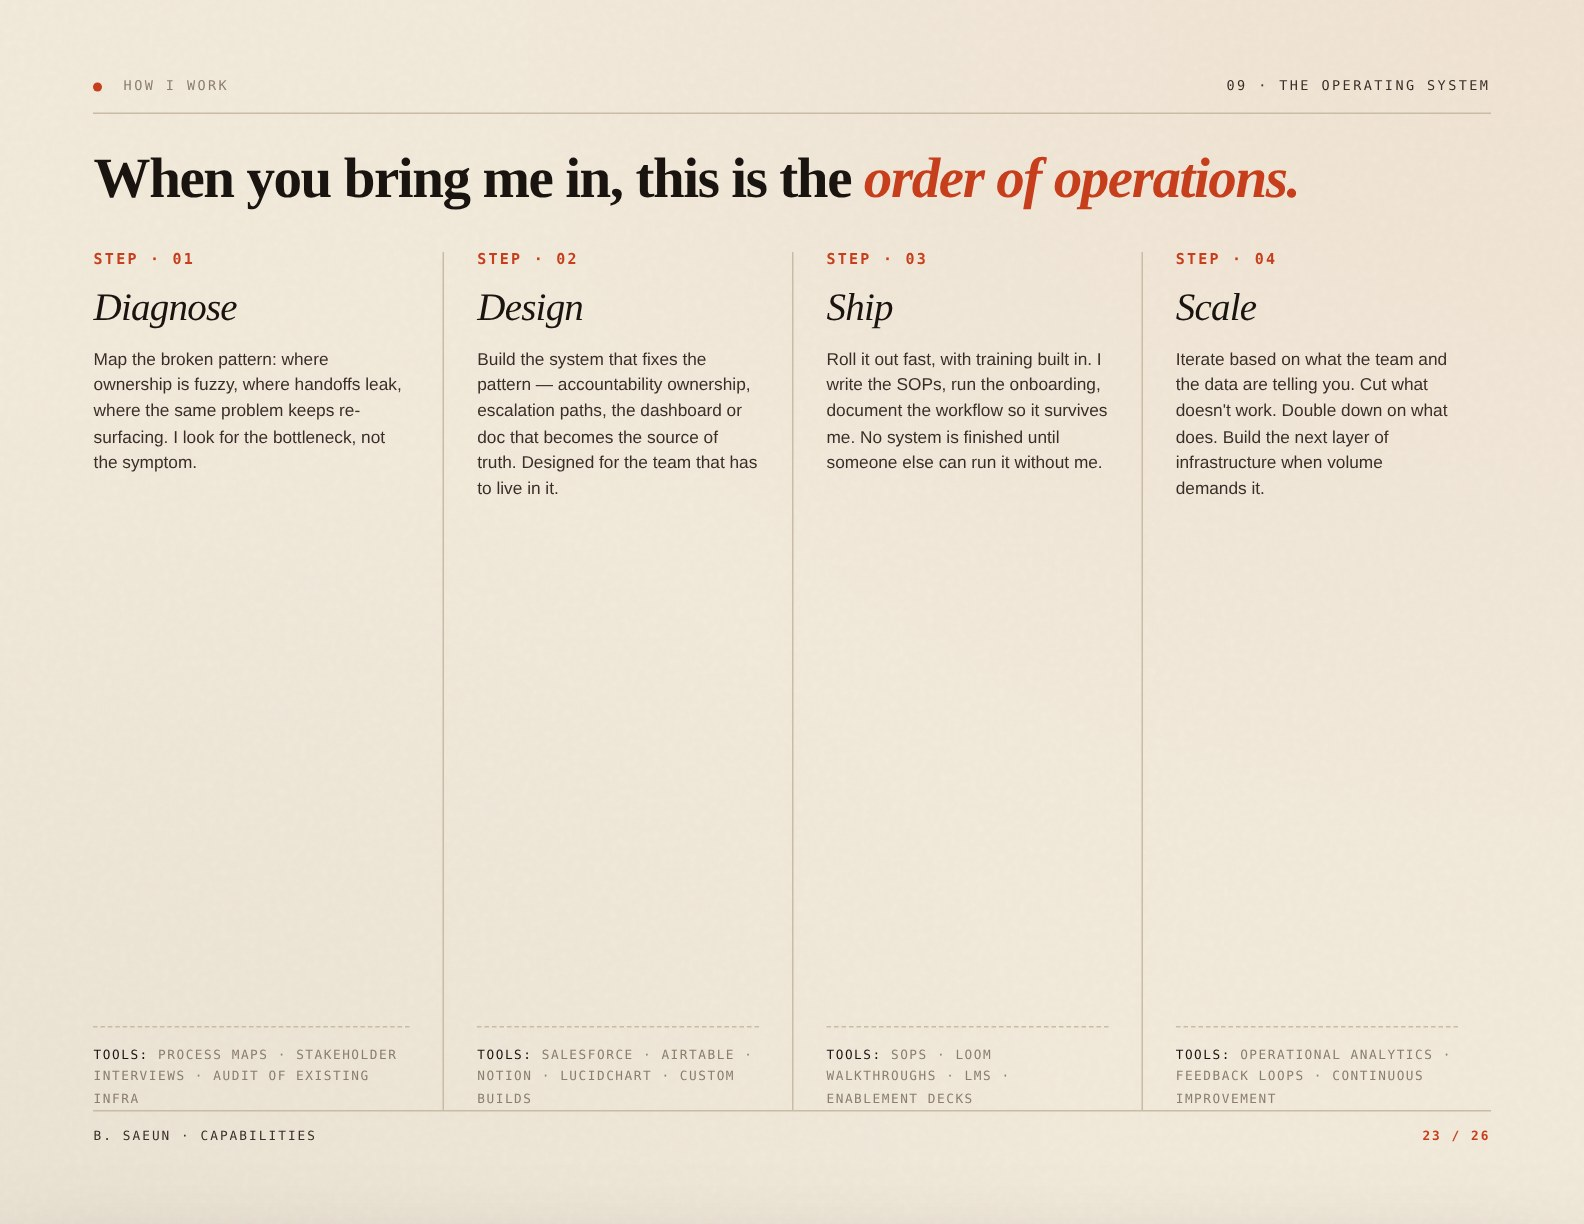 HOW I WORK
09 · THE OPERATING SYSTEM
When you bring me in, this is the order of operations.
STEP · 01
Diagnose
Map the broken pattern: where
ownership is fuzzy, where handoffs leak,
where the same problem keeps re-
surfacing. I look for the bottleneck, not
the symptom.
TOOLS: PROCESS MAPS · STAKEHOLDER
INTERVIEWS · AUDIT OF EXISTING
INFRA
STEP · 02
Design
Build the system that fixes the
pattern — accountability ownership,
escalation paths, the dashboard or
doc that becomes the source of
truth. Designed for the team that has
to live in it.
TOOLS: SALESFORCE · AIRTABLE ·
NOTION · LUCIDCHART · CUSTOM
BUILDS
STEP · 03
Ship
Roll it out fast, with training built in. I
write the SOPs, run the onboarding,
document the workflow so it survives
me. No system is finished until
someone else can run it without me.
TOOLS: SOPS · LOOM
WALKTHROUGHS · LMS ·
ENABLEMENT DECKS
STEP · 04
Scale
Iterate based on what the team and
the data are telling you. Cut what
doesn't work. Double down on what
does. Build the next layer of
infrastructure when volume
demands it.
TOOLS: OPERATIONAL ANALYTICS ·
FEEDBACK LOOPS · CONTINUOUS
IMPROVEMENT
B. SAEUN · CAPABILITIES
23 / 26